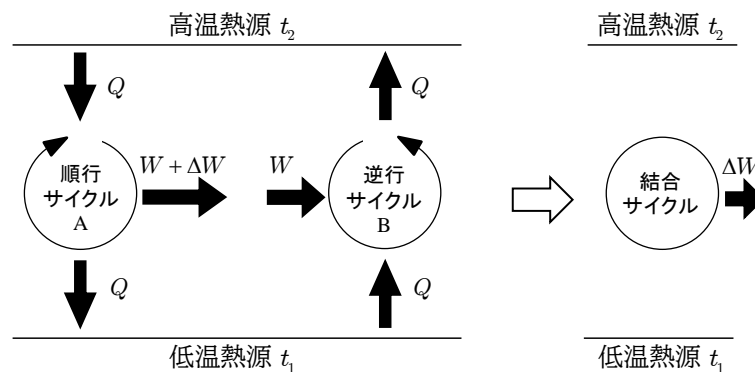 高温熱源 t₂
Q
Q
順行
サイクル
A
W + ΔW
W
逆行
サイクル
B
Q
Q
低温熱源 t₁
高温熱源 t₂
結合
サイクル
ΔW
低温熱源 t₁